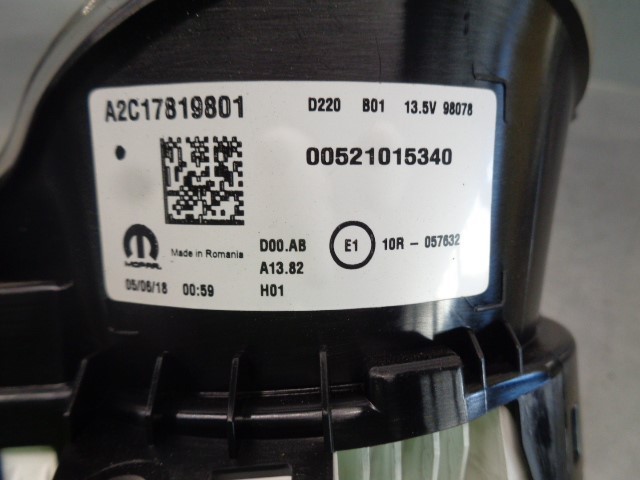 A2C17819801 D220 B01 13.5V 98078
00521015340
MOPAR Made in Romania D00.AB E1 10R - 057632
A13.82
05/06/18 00:59 H01